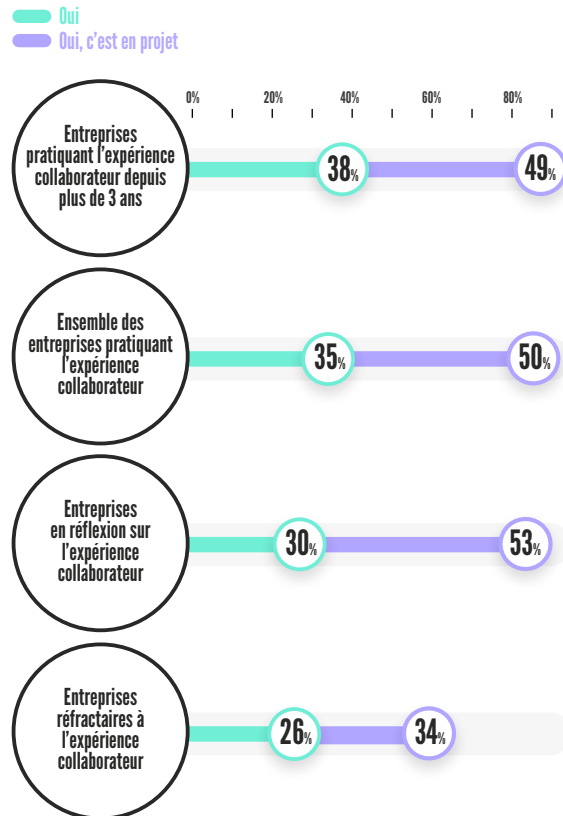 Oui
Oui, c'est en projet
0% 20% 40% 60% 80%
Entreprises
pratiquant l'expérience
collaborateur depuis
plus de 3 ans
38% 49%
Ensemble des
entreprises pratiquant
l'expérience
collaborateur
35% 50%
Entreprises
en réflexion sur
l'expérience
collaborateur
30% 53%
Entreprises
réfractaires à
l'expérience
collaborateur
26% 34%